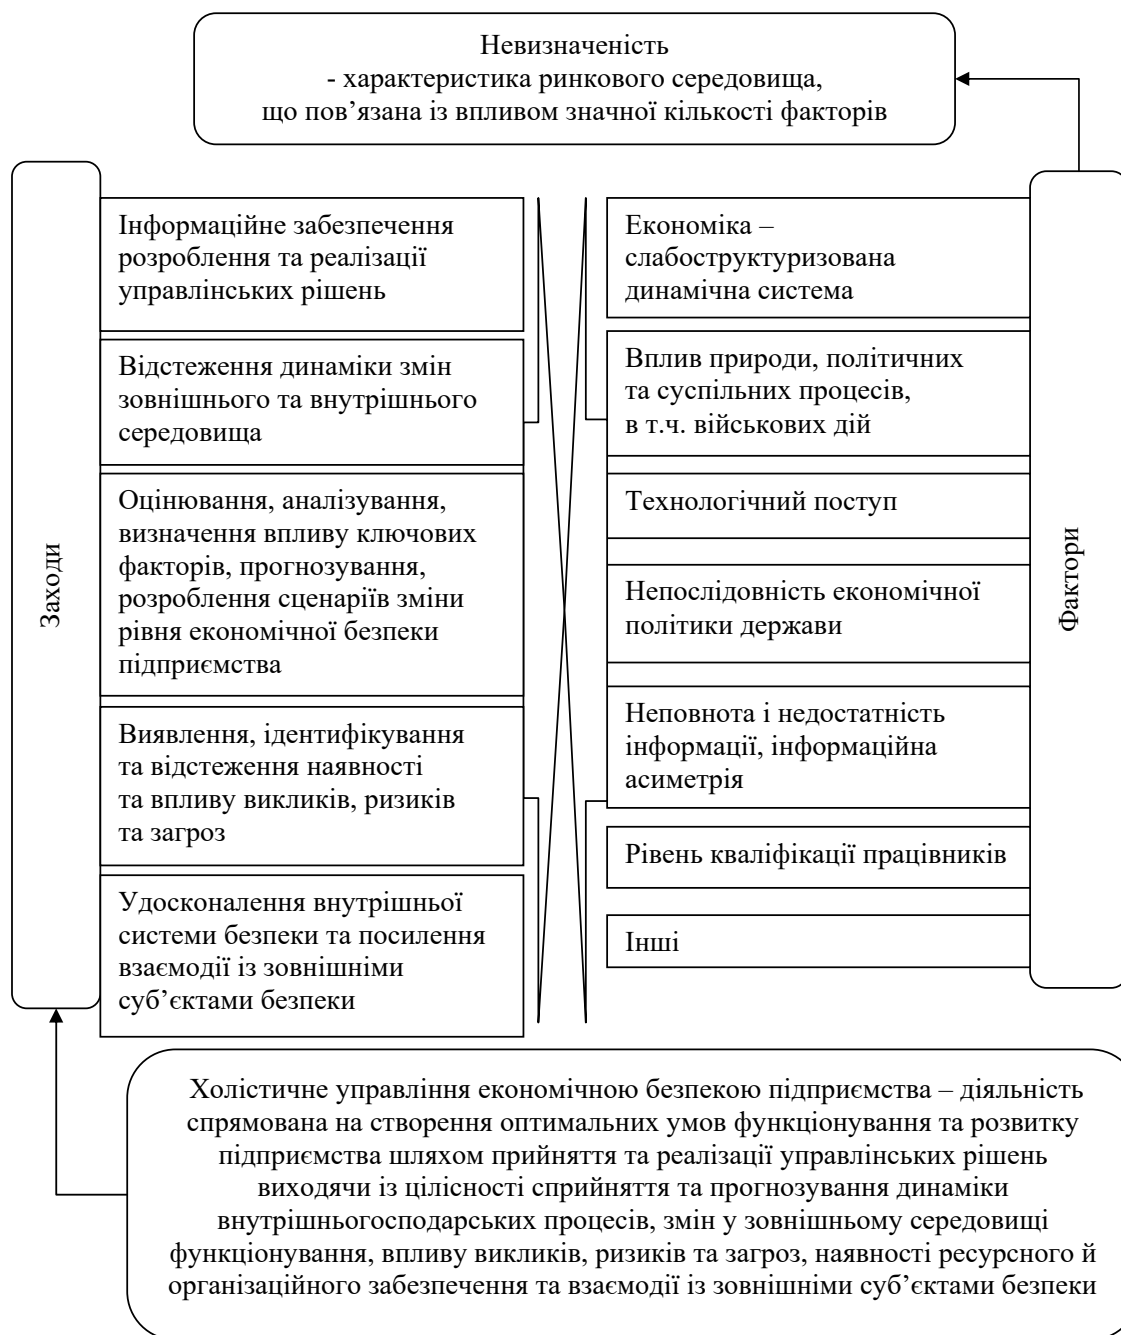 Невизначеність
- характеристика ринкового середовища,
що пов’язана із впливом значної кількості факторів
Заходи
Інформаційне забезпечення
розроблення та реалізації
управлінських рішень
Відстеження динаміки змін
зовнішнього та внутрішнього
середовища
Оцінювання, аналізування,
визначення впливу ключових
факторів, прогнозування,
розроблення сценаріїв зміни
рівня економічної безпеки
підприємства
Виявлення, ідентифікування
та відстеження наявності
та впливу викликів, ризиків
та загроз
Удосконалення внутрішньої
системи безпеки та посилення
взаємодії із зовнішніми
суб’єктами безпеки
Економіка –
слабоструктуризована
динамічна система
Вплив природи, політичних
та суспільних процесів,
в т.ч. військових дій
Технологічний поступ
Непослідовність економічної
політики держави
Неповнота і недостатність
інформації, інформаційна
асиметрія
Рівень кваліфікації працівників
Інші
Фактори
Холістичне управління економічною безпекою підприємства – діяльність
спрямована на створення оптимальних умов функціонування та розвитку
підприємства шляхом прийняття та реалізації управлінських рішень
виходячи із цілісності сприйняття та прогнозування динаміки
внутрішньогосподарських процесів, змін у зовнішньому середовищі
функціонування, впливу викликів, ризиків та загроз, наявності ресурсного й
організаційного забезпечення та взаємодії із зовнішніми суб’єктами безпеки